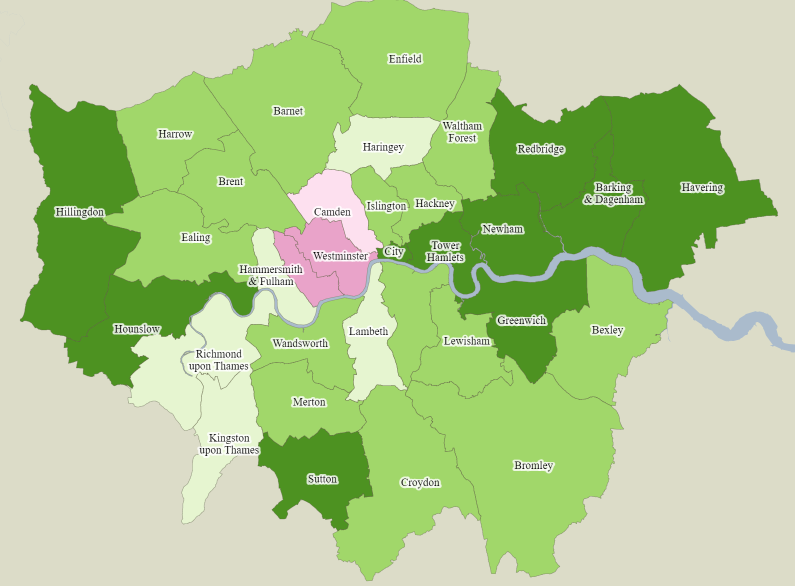 Enfield
Barnet
Waltham
Forest
Harrow
Haringey
Redbridge
Brent
Barking
& Dagenham
Havering
Hackney
Islington
Camden
Hillingdon
Newham
Ealing
City
Tower
Hamlets
Westminster
Hammersmith
& Fulham
Greenwich
Hounslow
Bexley
Lambeth
Wandsworth
Lewisham
Richmond
upon Thames
Merton
Kingston
upon Thames
Bromley
Sutton
Croydon